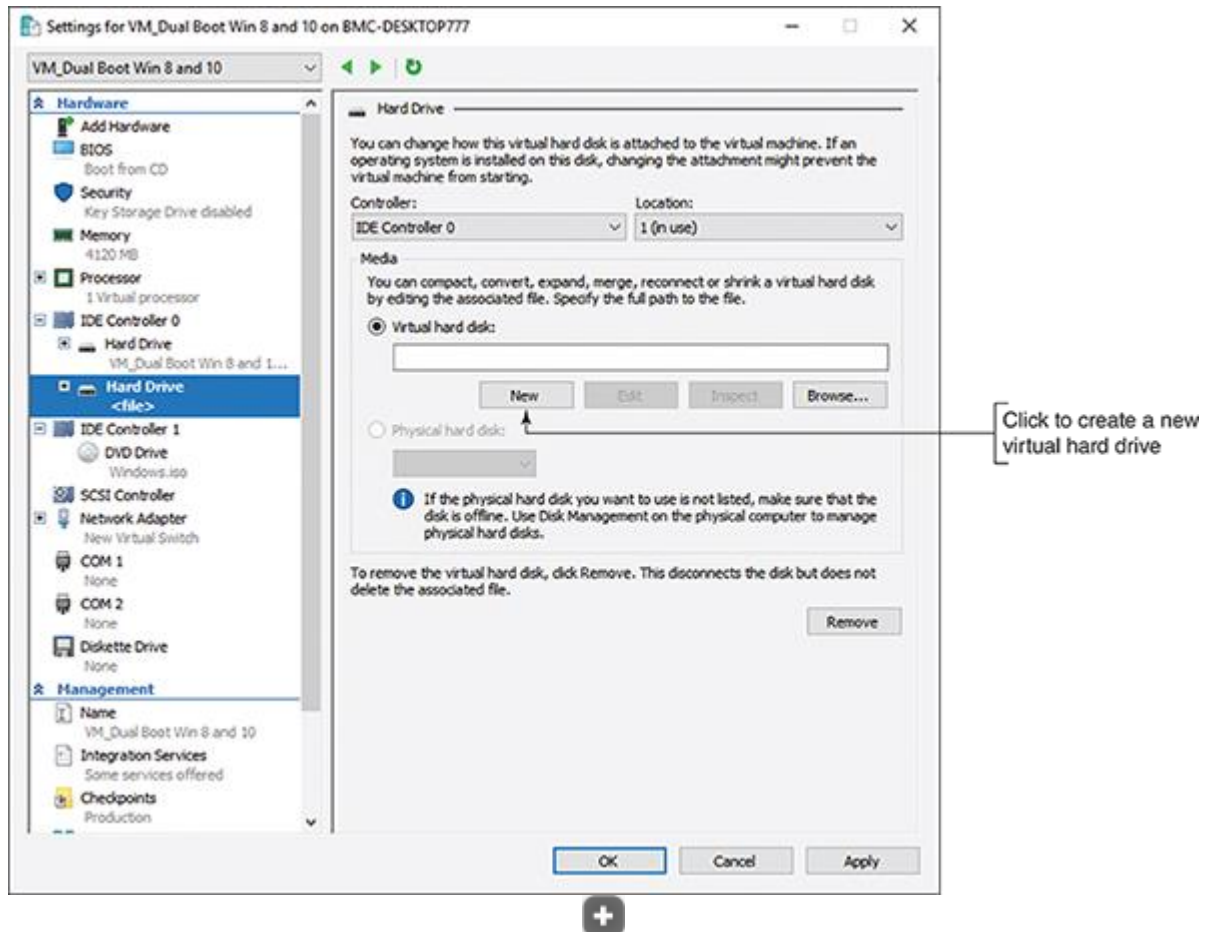 Settings for VM_Dual Boot Win 8 and 10 on BMC-DESKTOP777
VM_Dual Boot Win 8 and 10
Hardware
Add Hardware
BIOS
Boot from CD
Security
Key Storage Drive disabled
Memory
4120 MB
Processor
1 Virtual processor
IDE Controller 0
Hard Drive
VM_Dual Boot Win 8 and 1...
Hard Drive
<file>
IDE Controller 1
DVD Drive
Windows.iso
SCSI Controller
Network Adapter
New Virtual Switch
COM 1
None
COM 2
None
Diskette Drive
None
Management
Name
VM_Dual Boot Win 8 and 10
Integration Services
Some services offered
Checkpoints
Production
Hard Drive
You can change how this virtual hard disk is attached to the virtual machine. If an
operating system is installed on this disk, changing the attachment might prevent the
virtual machine from starting.
Controller:
Location:
IDE Controller 0
1 (in use)
Media
You can compact, convert, expand, merge, reconnect or shrink a virtual hard disk
by editing the associated file. Specify the full path to the file.
Virtual hard disk:
New
Edit
Inspect
Browse...
Physical hard disk:
If the physical hard disk you want to use is not listed, make sure that the
disk is offline. Use Disk Management on the physical computer to manage
physical hard disks.
To remove the virtual hard disk, click Remove. This disconnects the disk but does not
delete the associated file.
Remove
OK
Cancel
Apply
Click to create a new
virtual hard drive